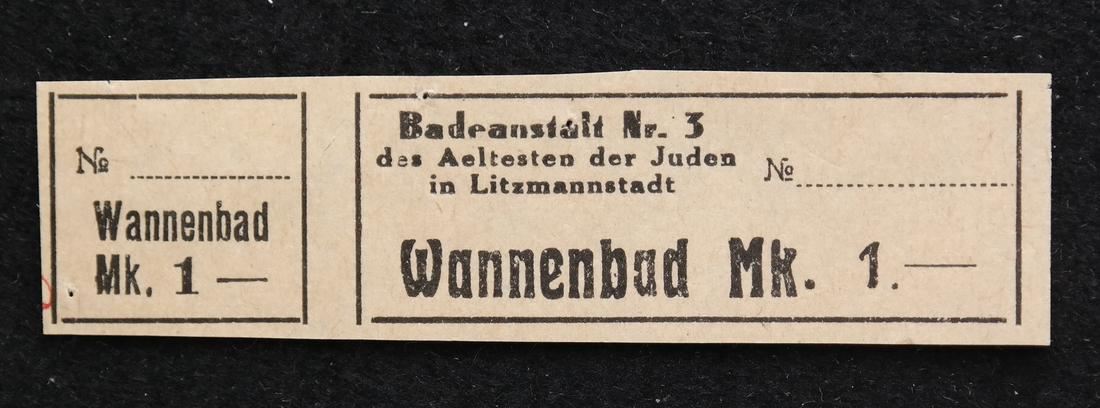 №
Wannenbad
Mk. 1 —
Badeanstalt Nr. 3
des Aeltesten der Juden
in Litzmannstadt
№
Wannenbad Mk. 1.—